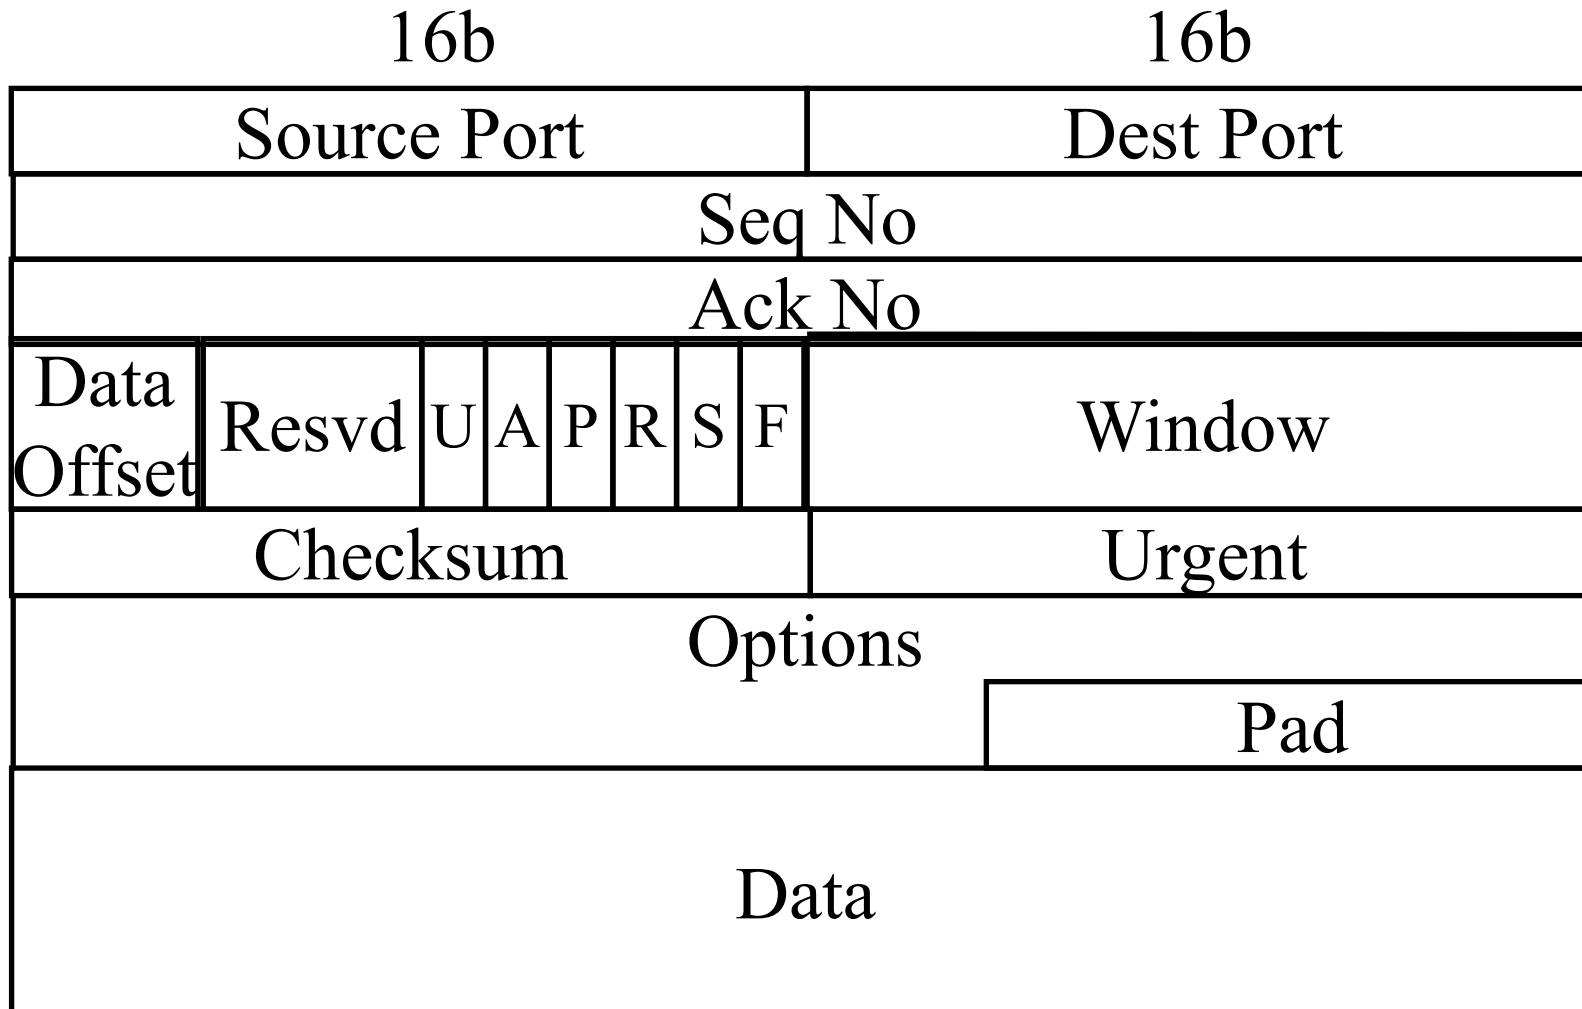 16b 16b
Source Port Dest Port
Seq No
Ack No
Data
Offset Resvd U A P R S F Window
Checksum Urgent
Options
Pad
Data